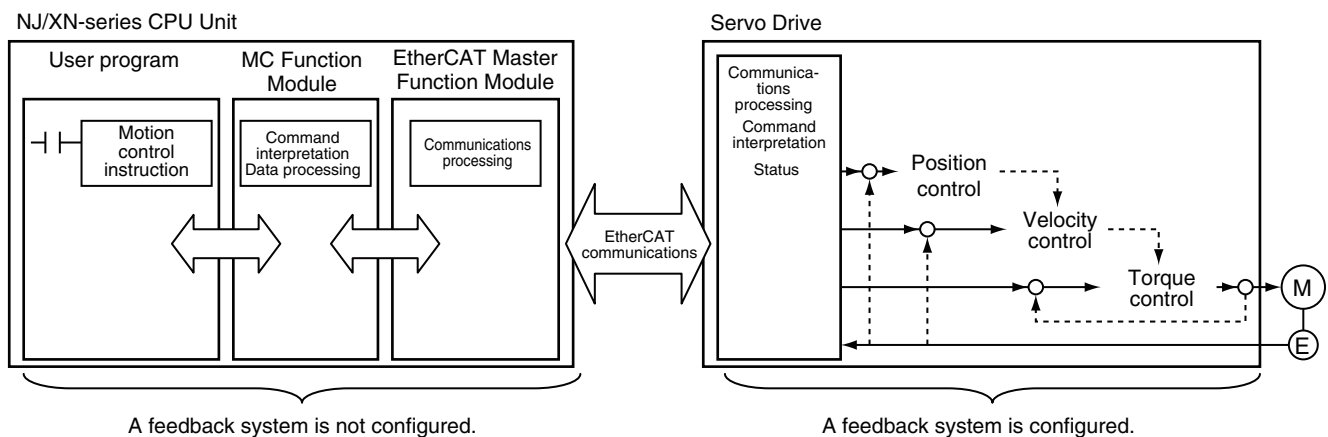 NJ/XN-series CPU Unit
User program
MC Function
Module
EtherCAT Master
Function Module
Motion
control
instruction
Command
interpretation
Data processing
Communications
processing
EtherCAT
communications
A feedback system is not configured.
Servo Drive
Communica-
tions
processing
Command
interpretation
Status
Position
control
Velocity
control
Torque
control
M
E
A feedback system is configured.